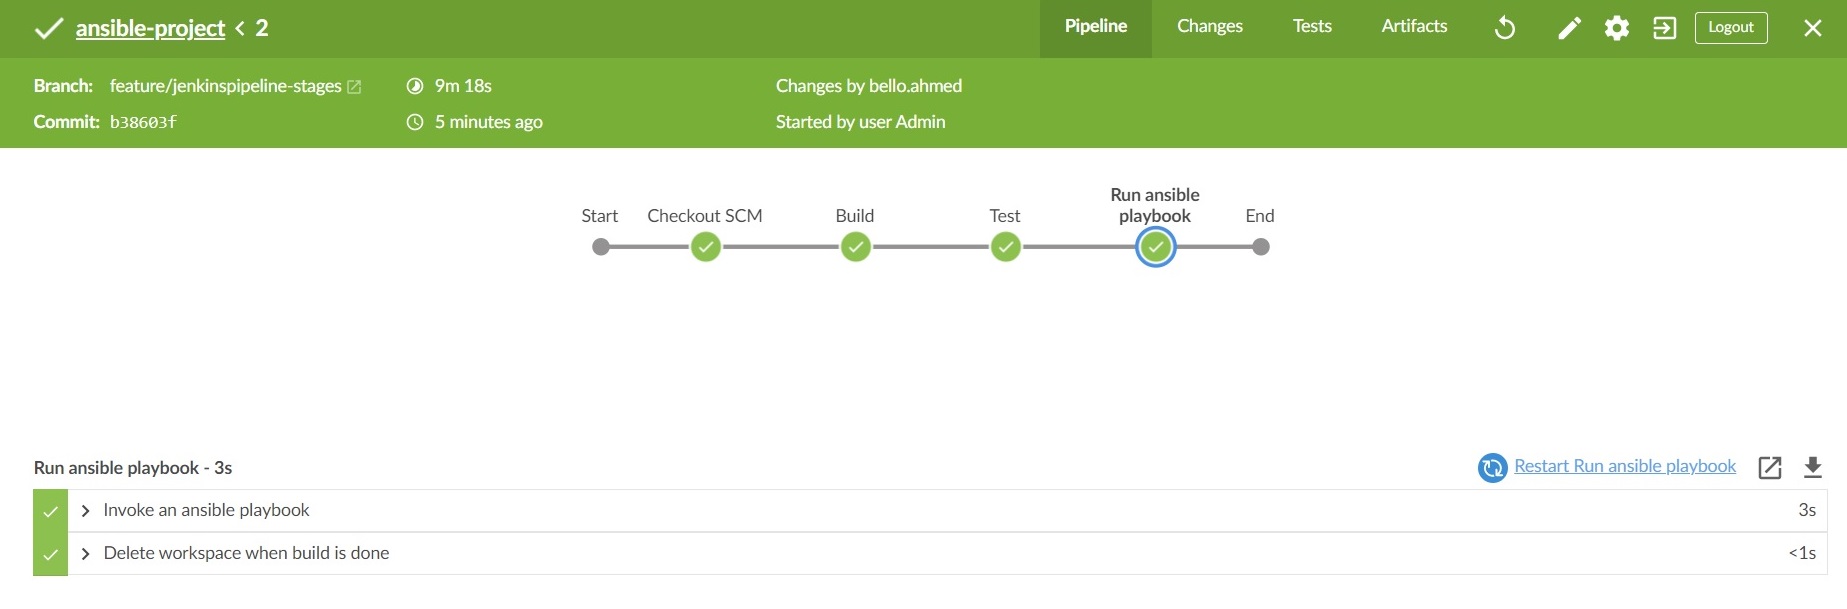 ansible-project < 2
Pipeline
Changes
Tests
Artifacts
Logout
Branch: feature/jenkinspipeline-stages
9m 18s
Changes by bello.ahmed
Commit: b38603f
5 minutes ago
Started by user Admin
Start
Checkout SCM
Build
Test
Run ansible
playbook
End
Run ansible playbook - 3s
Restart Run ansible playbook
Invoke an ansible playbook
3s
Delete workspace when build is done
<1s